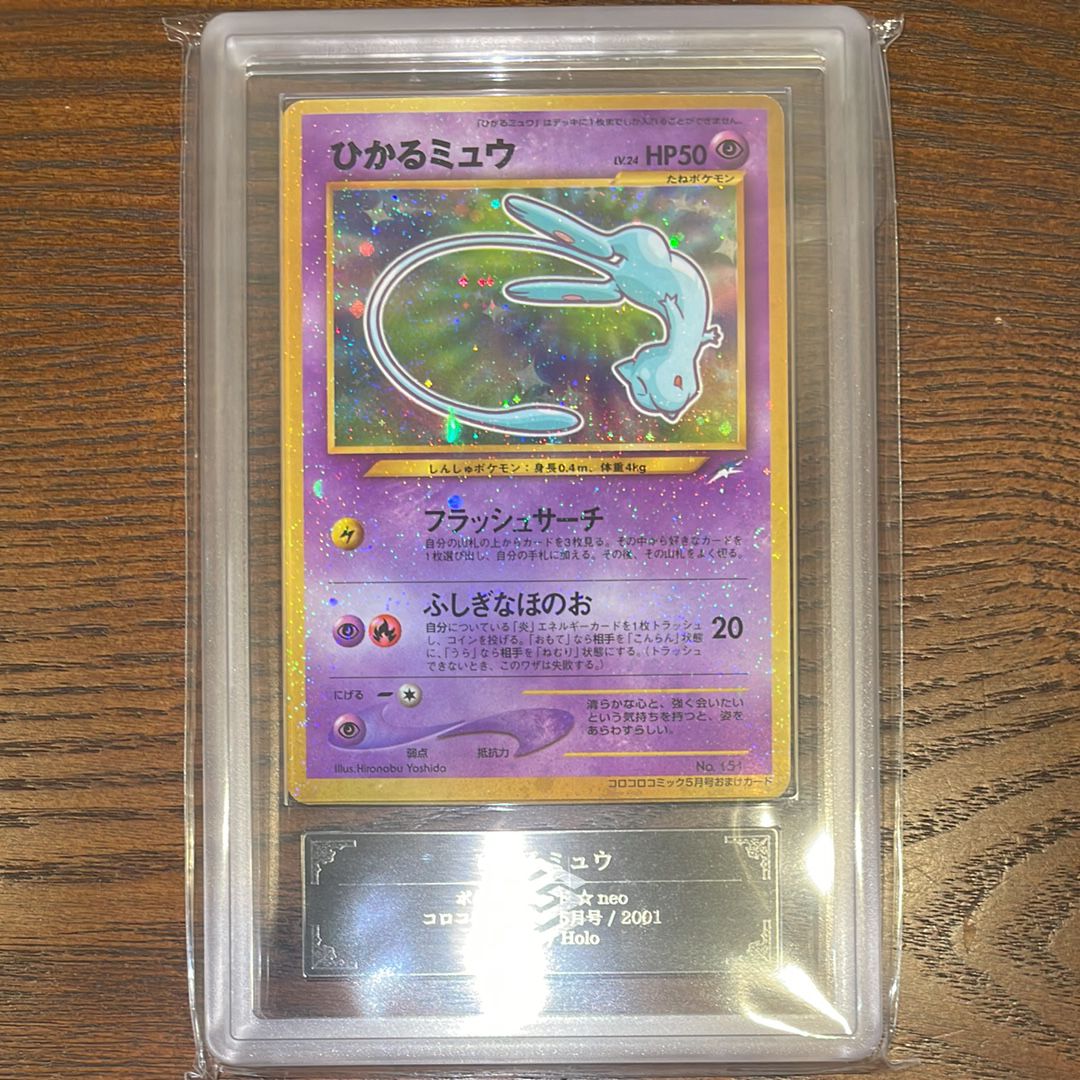 「ひかるミュウ」はデッキに1枚までしか入れることができません。
ひかるミュウ
LV.24 HP50
たねポケモン
しんしゅポケモン：身長0.4m、体重4kg
フラッシュサーチ
自分の山札の上からカードを3枚見る。その中から好きなカードを
1枚選び出し、自分の手札に加える。その後、その山札をよく切る。
ふしぎなほのお
自分についている「炎」エネルギーカードを1枚トラッシュ
し、コインを投げる。「おもて」なら相手を「こんらん」状態
に、「うら」なら相手を「ねむり」状態にする。（トラッシュ
できないとき、このワザは失敗する。）
20
にげる
弱点
抵抗力
清らかな心と、強く会いたい
という気持ちを持つと、姿を
あらわすらしい。
Illus.Hironobu Yoshida
No. 151
コロコロコミック5月号おまけカード
ミュウ
☆ neo
コロコ 5月号 / 2001
Holo